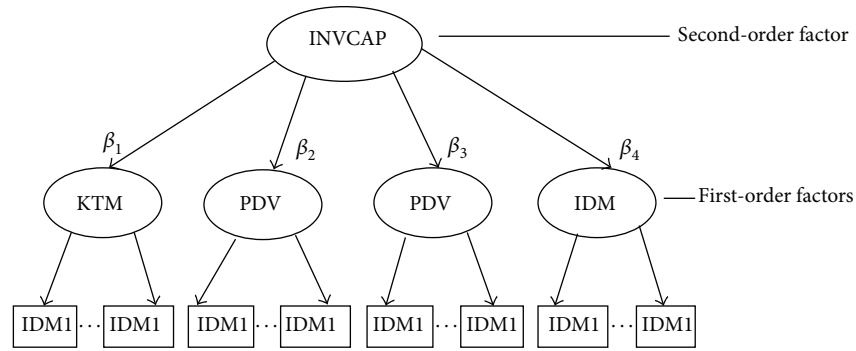 INVCAP
Second-order factor
β1
β2
β3
β4
KTM
PDV
PDV
IDM
First-order factors
IDM1 ··· IDM1
IDM1 ··· IDM1
IDM1 ··· IDM1
IDM1 ··· IDM1